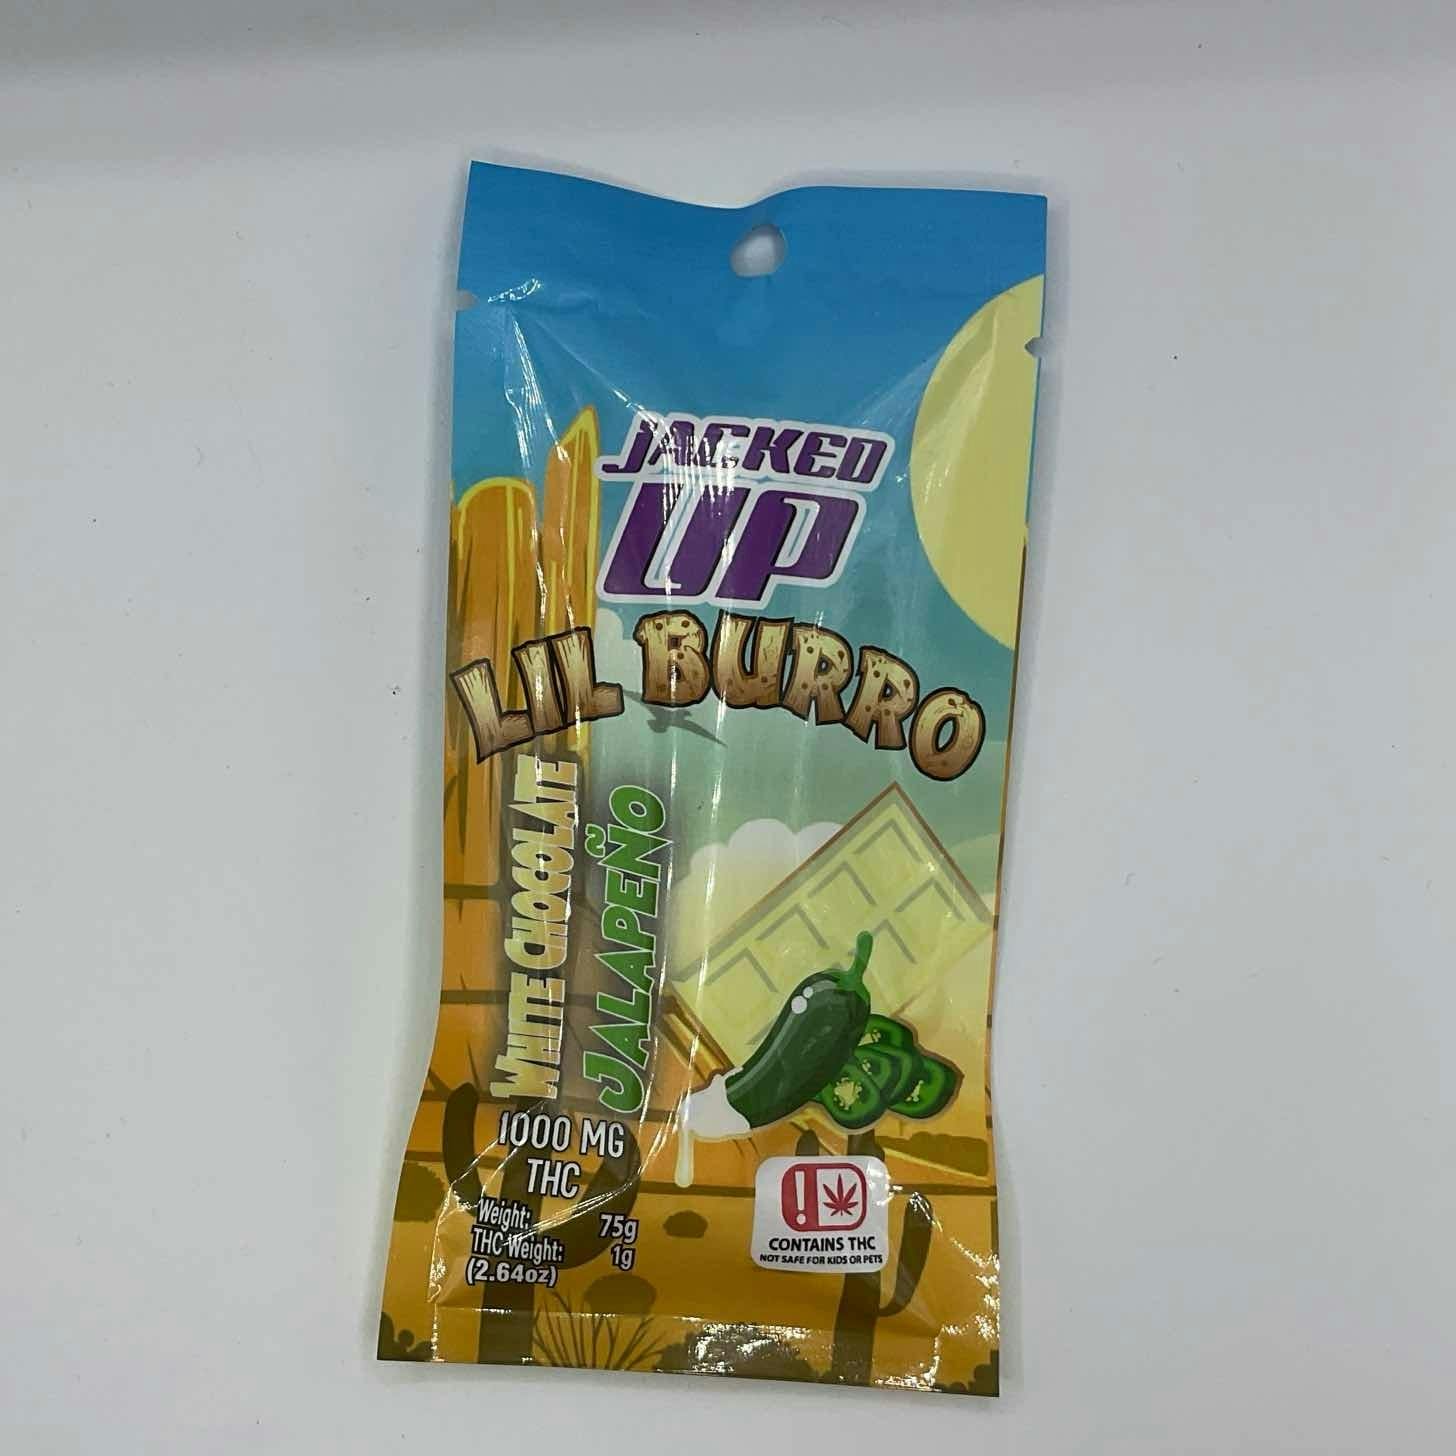 JACKED
UP
LIL BURRO
WHITE CHOCOLATE
JALAPEÑO
1000 MG
THC
Weight: 75g
THC Weight: 1g
(2.64oz)
!
CONTAINS THC
NOT SAFE FOR KIDS OR PETS